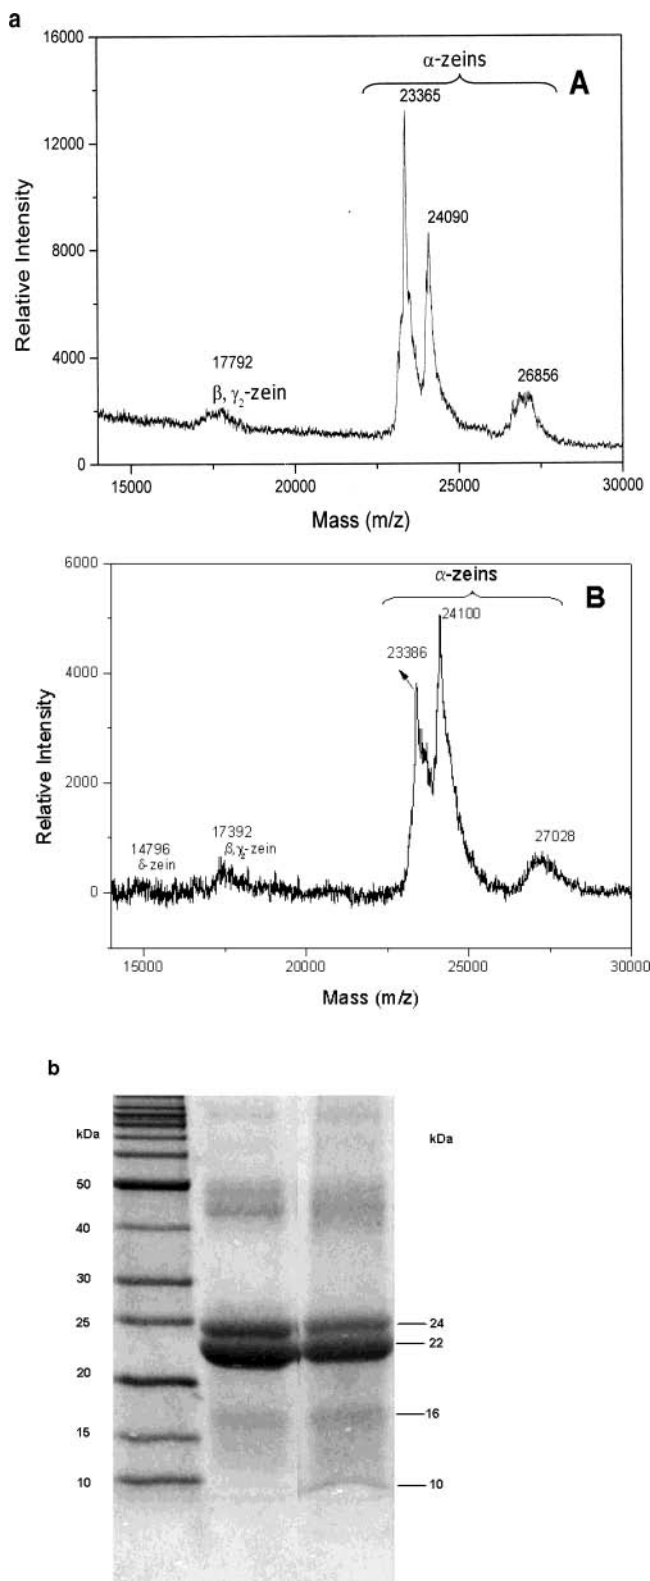 a
16000
α-zeins
A
23365
12000
24090
8000
Relative Intensity
4000
17792
β, γ2-zein
26856
0
15000 20000 25000 30000
Mass (m/z)
6000
α-zeins
B
24100
23386
4000
Relative Intensity
2000
14796
δ-zein
17392
β,γ2-zein
27028
0
15000 20000 25000 30000
Mass (m/z)
b
kDa kDa
50
40
30
25 24
22
20
16
15
10 10